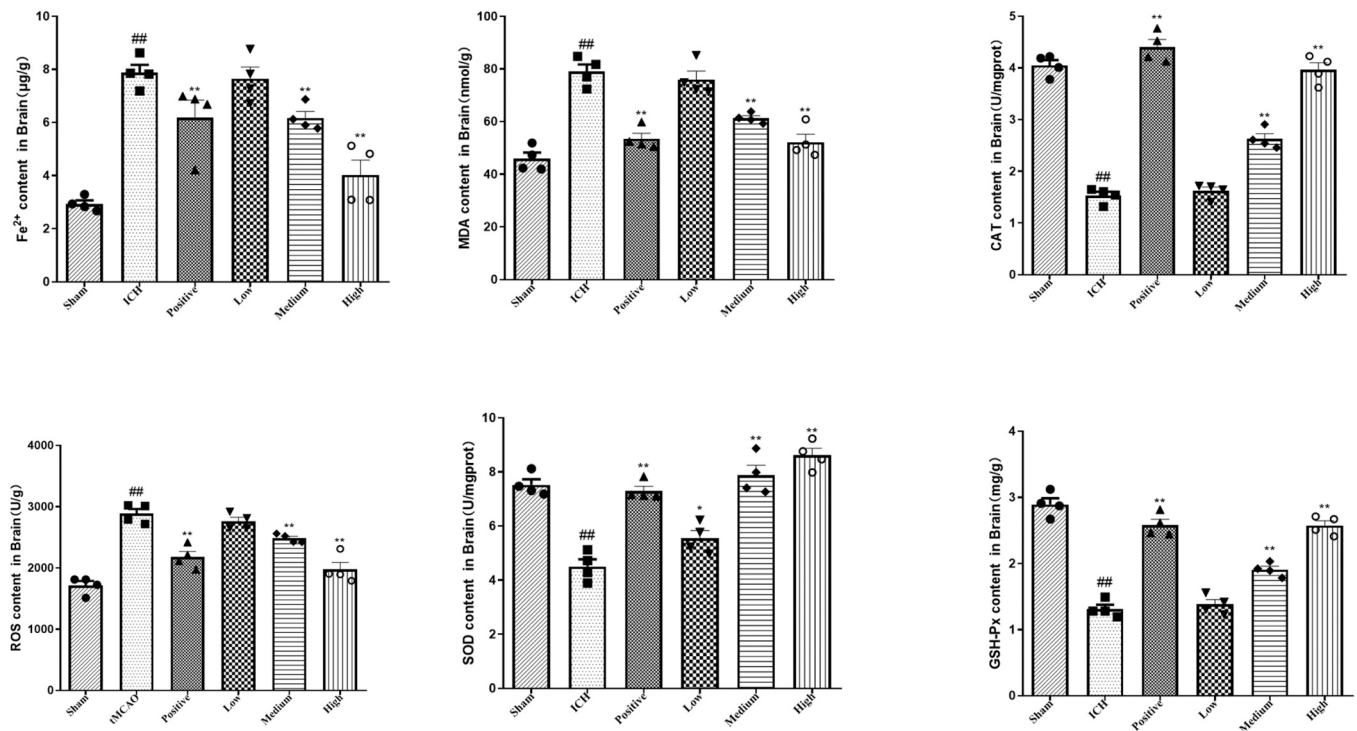 Fe2+ content in Brain(μg/g)
10
8
6
4
2
0
##
**
**
**
Sham
ICH
Positive
Low
Medium
High
MDA content in Brain(nmol/g)
100
80
60
40
20
0
##
**
**
**
Sham
ICH
Positive
Low
Medium
High
CAT content in Brain(U/mgprot)
5
4
3
2
1
0
##
**
**
**
Sham
ICH
Positive
Low
Medium
High
ROS content in Brain(U/g)
4000
3000
2000
1000
0
##
**
**
**
Sham
tMCAO
Positive
Low
Medium
High
SOD content in Brain(U/mgprot)
10
8
6
4
2
0
##
**
*
**
**
Sham
ICH
Positive
Low
Medium
High
GSH-Px content in Brain(mg/g)
4
3
2
1
0
##
**
**
**
Sham
ICH
Positive
Low
Medium
High